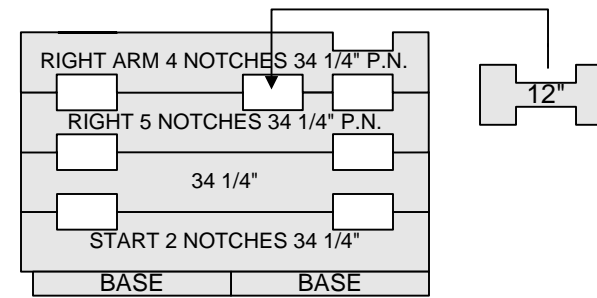 RIGHT ARM 4 NOTCHES 34 1/4" P.N.
12"
RIGHT 5 NOTCHES 34 1/4" P.N.
34 1/4"
START 2 NOTCHES 34 1/4"
BASE BASE